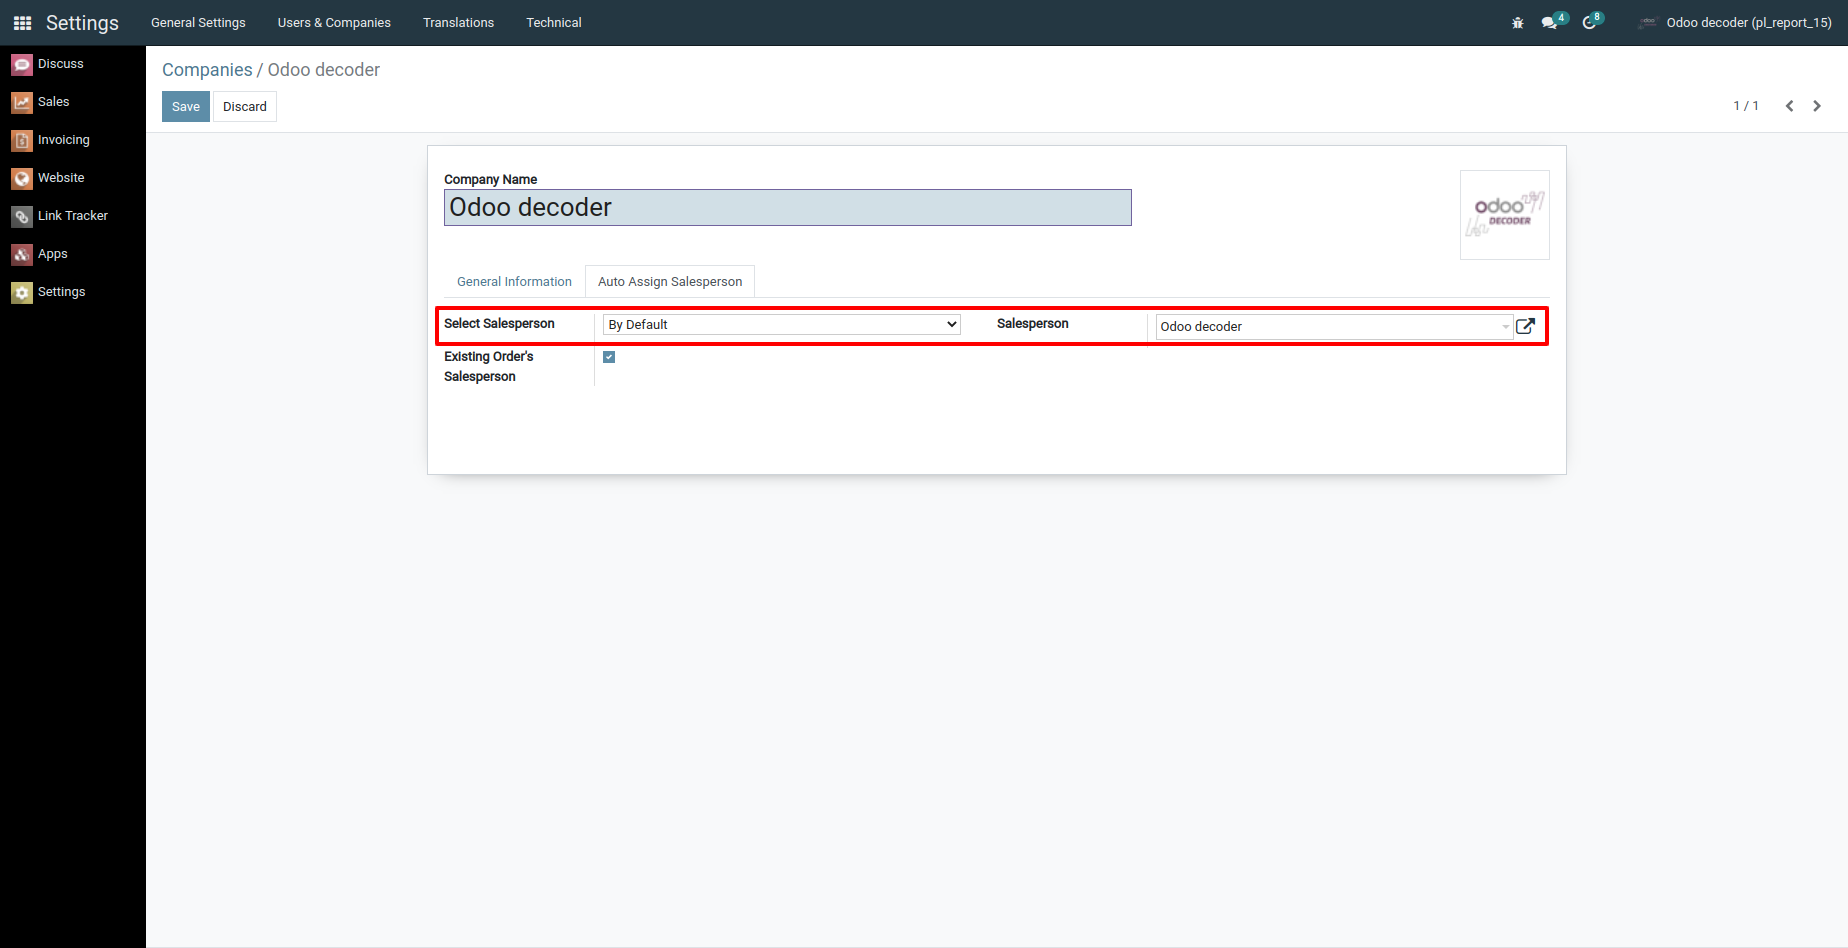 Settings
General Settings
Users & Companies
Translations
Technical
4
8
Odoo decoder (pl_report_15)
Discuss
Sales
Invoicing
Website
Link Tracker
Apps
Settings
Companies / Odoo decoder
Save
Discard
1 / 1
Company Name
Odoo decoder
odoo
DECODER
General Information
Auto Assign Salesperson
Select Salesperson
By Default
Salesperson
Odoo decoder
Existing Order's
Salesperson